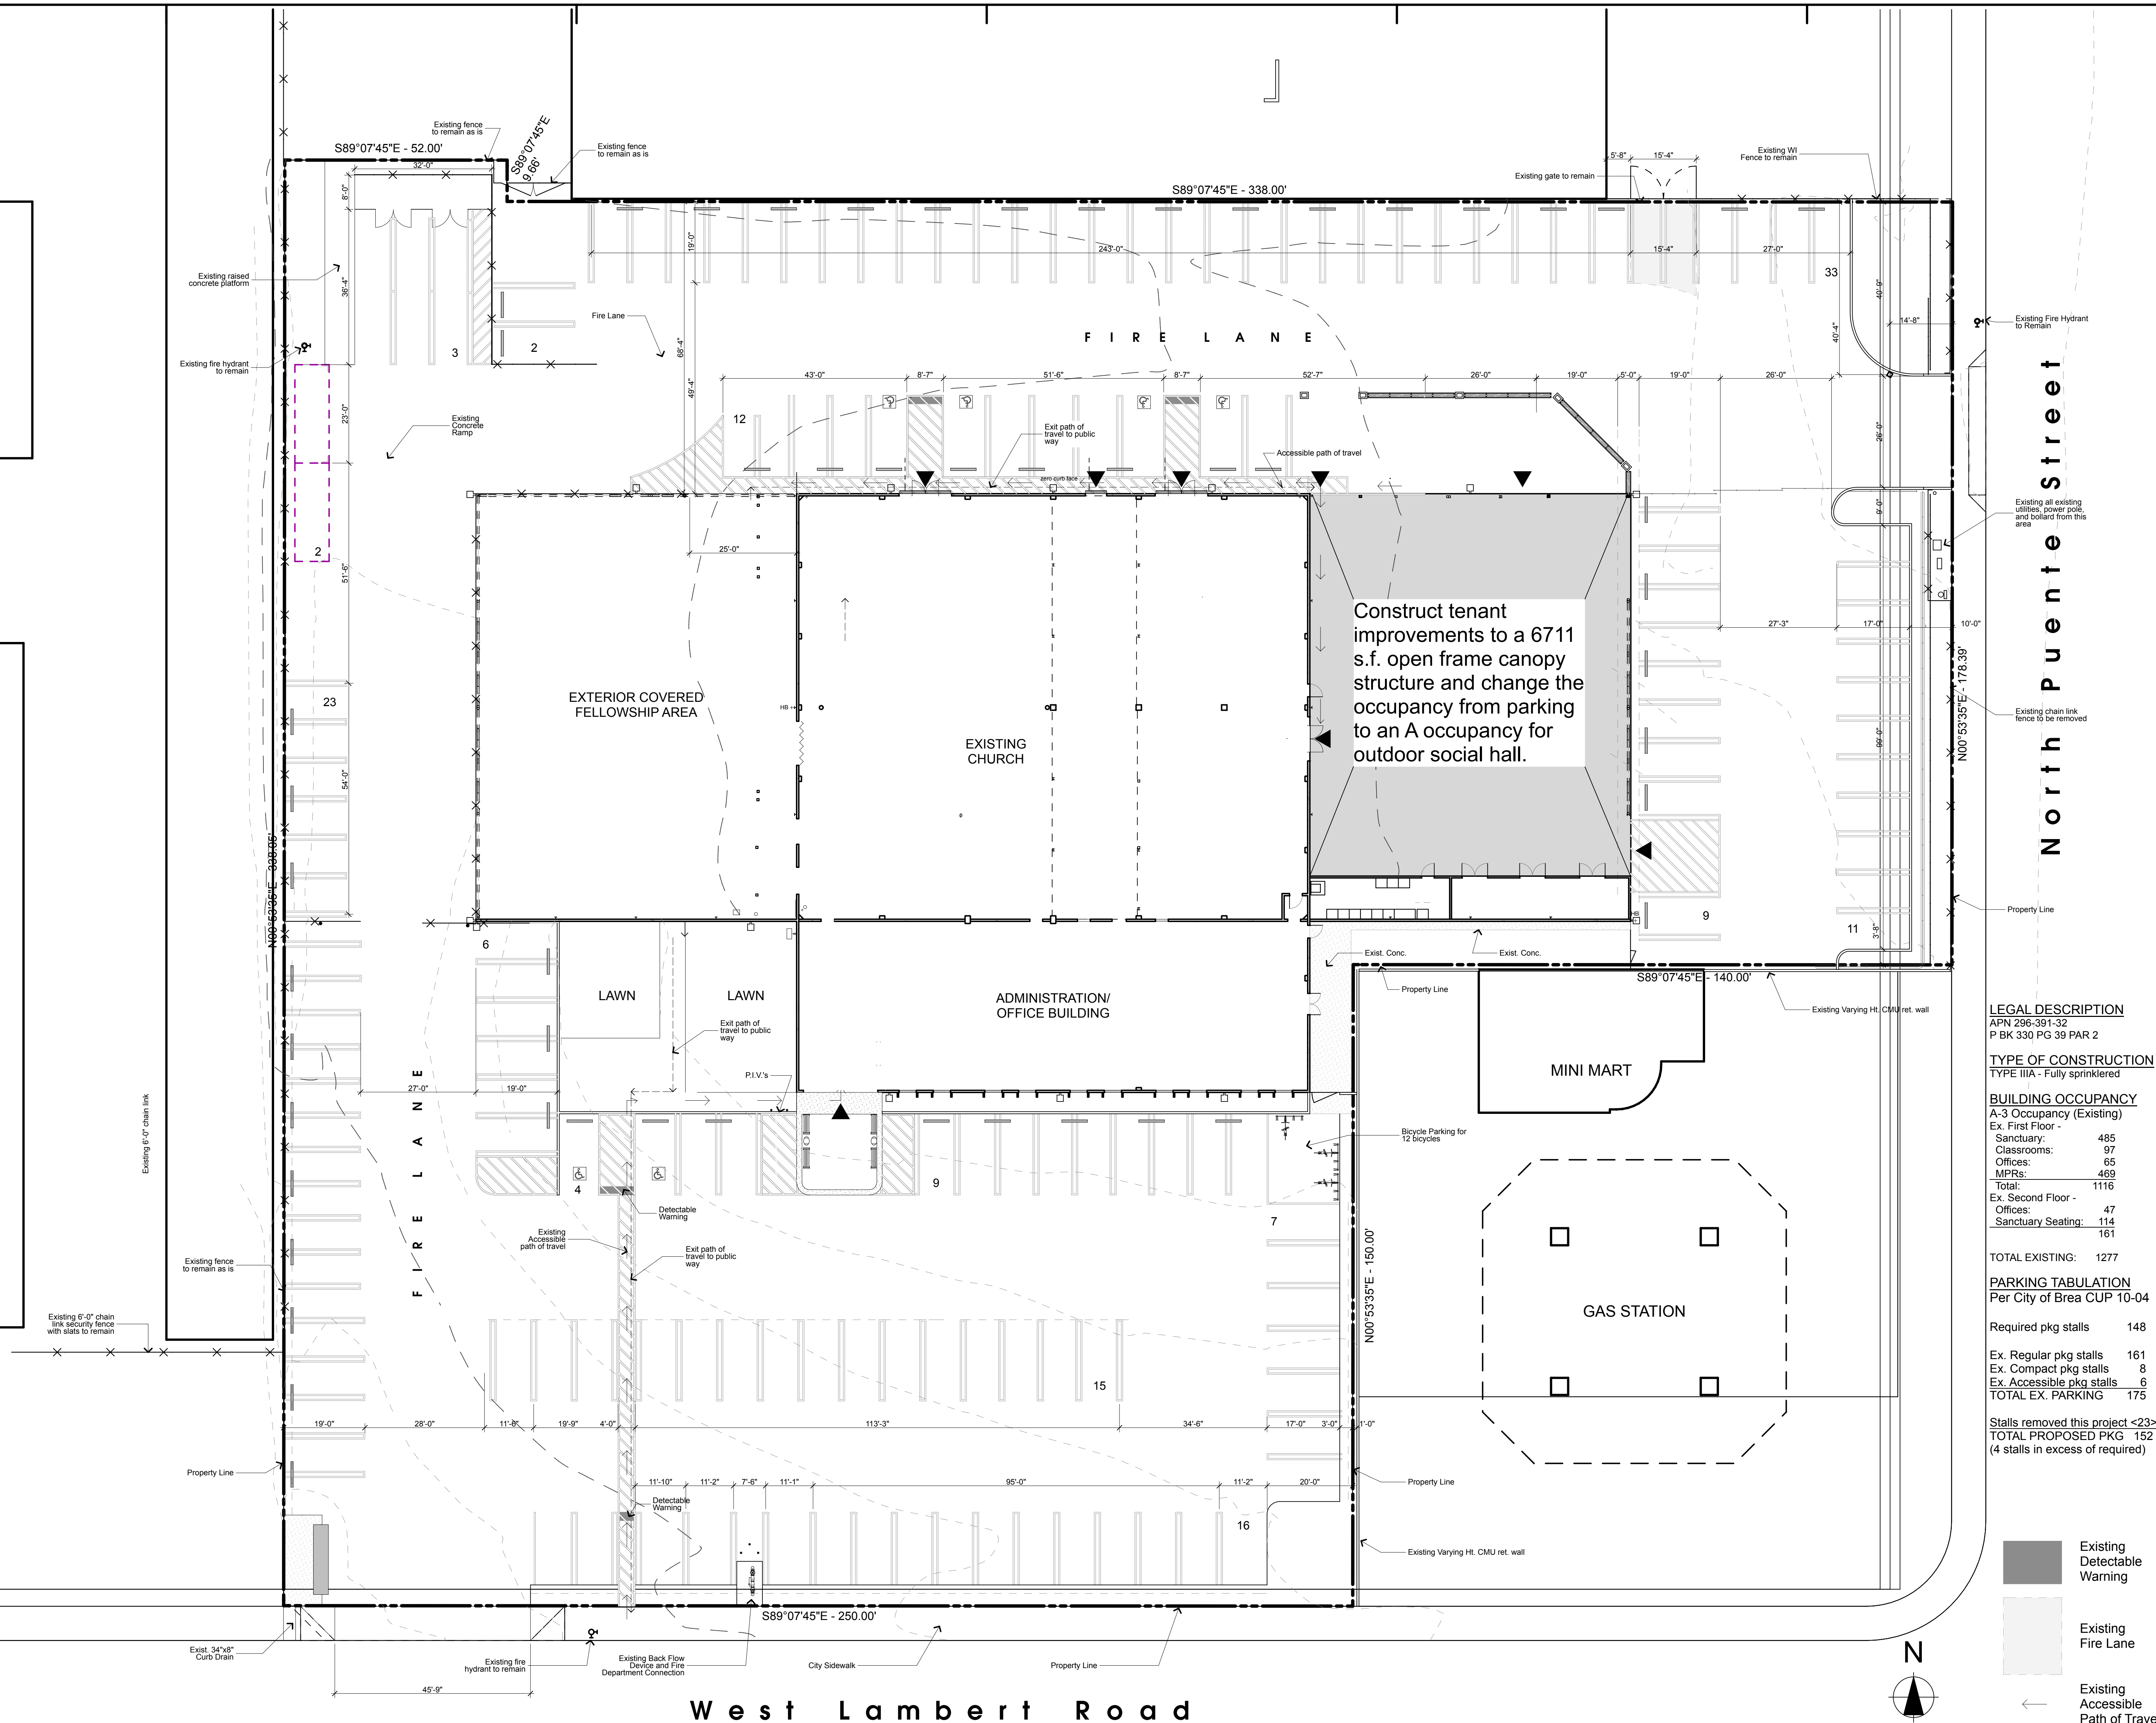 Existing fence
to remain as is
S89°07'45"E
9.66'
Existing fence
to remain as is
S89°07'45"E - 52.00'
32'-0"
8'-0"
Existing WI
Fence to remain
5'-8"
15'-4"
Existing gate to remain
S89°07'45"E - 338.00'
19'-0"
243'-0"
15'-4"
27'-0"
33
Existing raised
concrete platform
36'-4"
40'-9"
14'-8"
40'-4"
Existing Fire Hydrant
to Remain
Fire Lane
FIRE LANE
3
2
68'-4"
Existing fire hydrant
to remain
49'-4"
43'-0"
8'-7"
51'-6"
8'-7"
52'-7"
26'-0"
19'-0"
5'-0"
19'-0"
26'-0"
23'-0"
Existing
Concrete
Ramp
12
Exit path of
travel to public
way
Accessible path of travel
zero curb face
26'-0"
9'-0"
Existing all existing
utilities, power pole,
and bollard from this
area
North Puente Street
2
51'-6"
25'-0"
Construct tenant
improvements to a 6711
s.f. open frame canopy
structure and change the
occupancy from parking
to an A occupancy for
outdoor social hall.
27'-3"
17'-0"
10'-0"
N00°53'35"E - 178.39'
99'-0"
Existing chain link
fence to be removed
23
54'-0"
EXTERIOR COVERED
FELLOWSHIP AREA
HB
EXISTING
CHURCH
N00°53'35"E - 338.05'
9
11
3'-8"
Property Line
6
LAWN
LAWN
ADMINISTRATION/
OFFICE BUILDING
Exist. Conc.
Exist. Conc.
Property Line
S89°07'45"E - 140.00'
Existing Varying Ht. CMU ret. wall
Exit path of
travel to public
way
P.I.V.'s
27'-0"
19'-0"
FIRE LANE
Existing 6'-0" chain link
MINI MART
Bicycle Parking for
12 bicycles
4
9
7
Detectable
Warning
Existing
Accessible
path of travel
Exit path of
travel to public
way
Existing fence
to remain as is
Existing 6'-0" chain
link security fence
with slats to remain
N00°53'35"E - 150.00'
GAS STATION
15
19'-0"
28'-0"
11'-6"
19'-9"
4'-0"
113'-3"
34'-6"
17'-0"
3'-0"
1'-0"
Property Line
11'-10"
11'-2"
7'-6"
11'-1"
95'-0"
11'-2"
20'-0"
Property Line
Detectable
Warning
16
Existing Varying Ht. CMU ret. wall
S89°07'45"E - 250.00'
Exist. 34"x8"
Curb Drain
Existing fire
hydrant to remain
Existing Back Flow
Device and Fire
Department Connection
City Sidewalk
Property Line
45'-9"
West Lambert Road
LEGAL DESCRIPTION
APN 296-391-32
P BK 330 PG 39 PAR 2
TYPE OF CONSTRUCTION
TYPE IIIA - Fully sprinklered
BUILDING OCCUPANCY
A-3 Occupancy (Existing)
Ex. First Floor -
Sanctuary: 485
Classrooms: 97
Offices: 65
MPRs: 469
Total: 1116
Ex. Second Floor -
Offices: 47
Sanctuary Seating: 114
161
TOTAL EXISTING: 1277
PARKING TABULATION
Per City of Brea CUP 10-04
Required pkg stalls 148
Ex. Regular pkg stalls 161
Ex. Compact pkg stalls 8
Ex. Accessible pkg stalls 6
TOTAL EX. PARKING 175
Stalls removed this project <23>
TOTAL PROPOSED PKG 152
(4 stalls in excess of required)
Existing
Detectable
Warning
Existing
Fire Lane
Existing
Accessible
Path of Trave
N